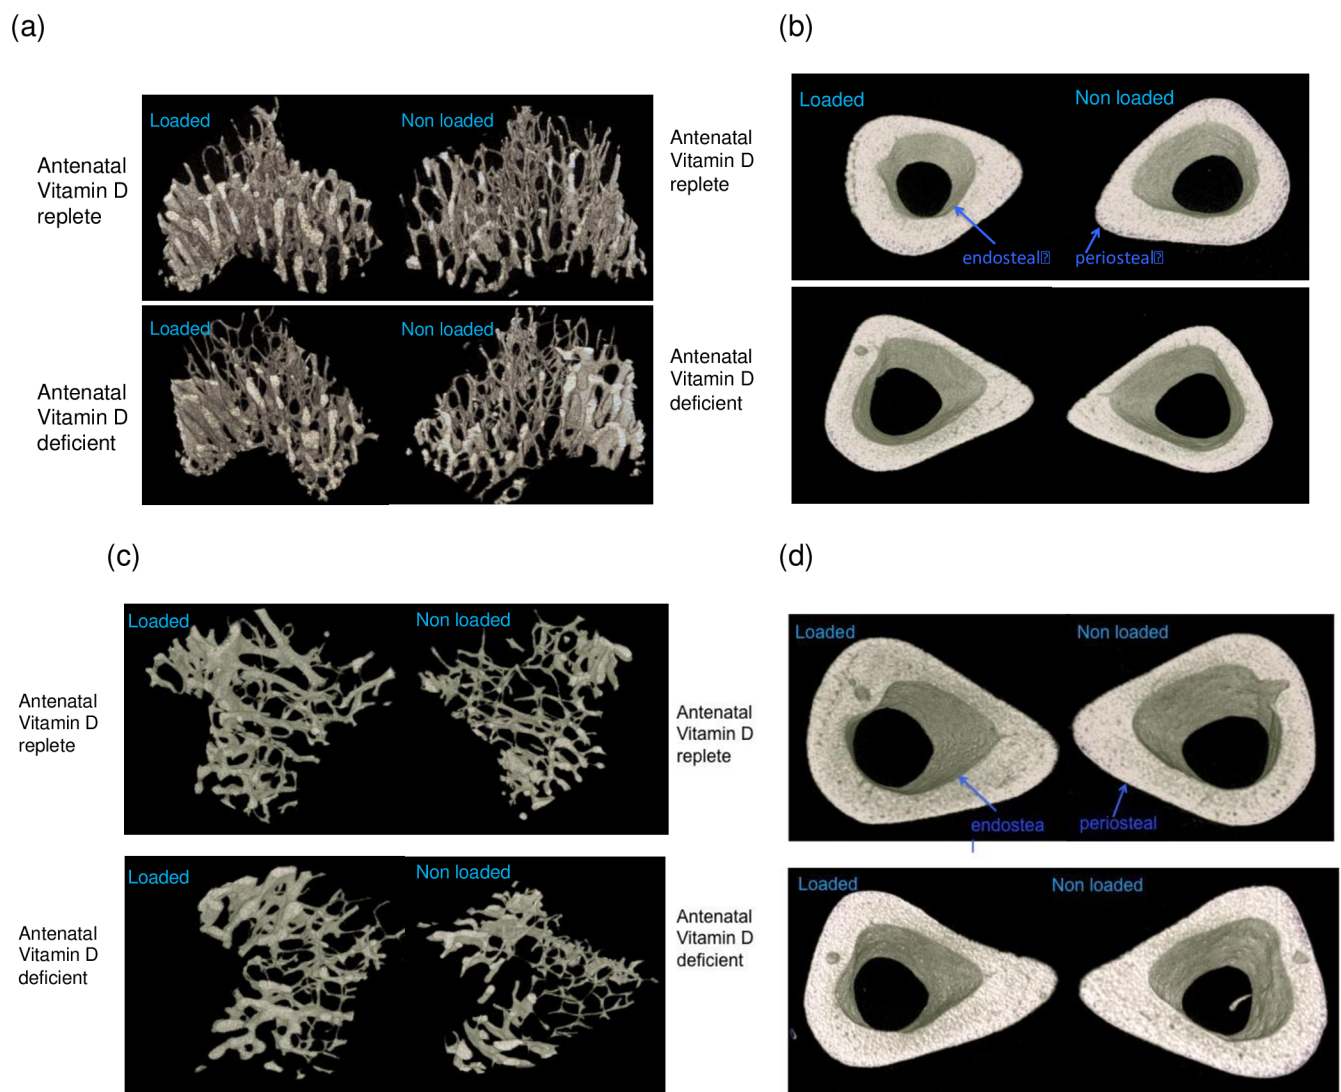 (a)
Loaded
Non loaded
Antenatal
Vitamin D
replete
Loaded
Non loaded
Antenatal
Vitamin D
deficient
(b)
Loaded
Non loaded
Antenatal
Vitamin D
replete
endosteal
periosteal
Antenatal
Vitamin D
deficient
(c)
Loaded
Non loaded
Antenatal
Vitamin D
replete
Loaded
Non loaded
Antenatal
Vitamin D
deficient
(d)
Loaded
Non loaded
Antenatal
Vitamin D
replete
endostea
l
periosteal
Loaded
Non loaded
Antenatal
Vitamin D
deficient